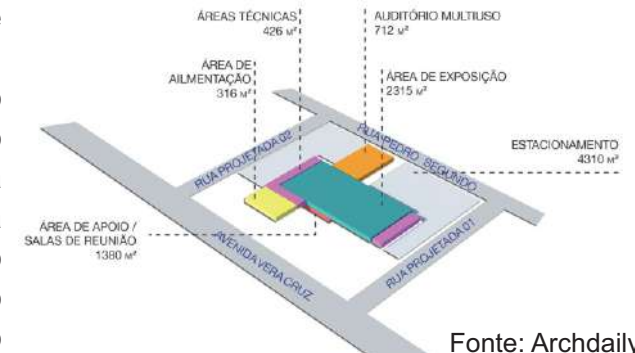 ÁREAS TÉCNICAS
426 M²
AUDITÓRIO MULTIUSO
712 M²
ÁREA DE
AILMENTAÇÃO
316 M²
ÁREA DE EXPOSIÇÃO
2315 M²
RUA PEDRO SEGUNDO
RUA PROJETADA 02
ESTACIONAMENTO
4310 M²
ÁREA DE APOIO /
SALAS DE REUNIÃO
1380 M²
AVENIDA VERA CRUZ
RUA PROJETADA 01
Fonte: Archdaily